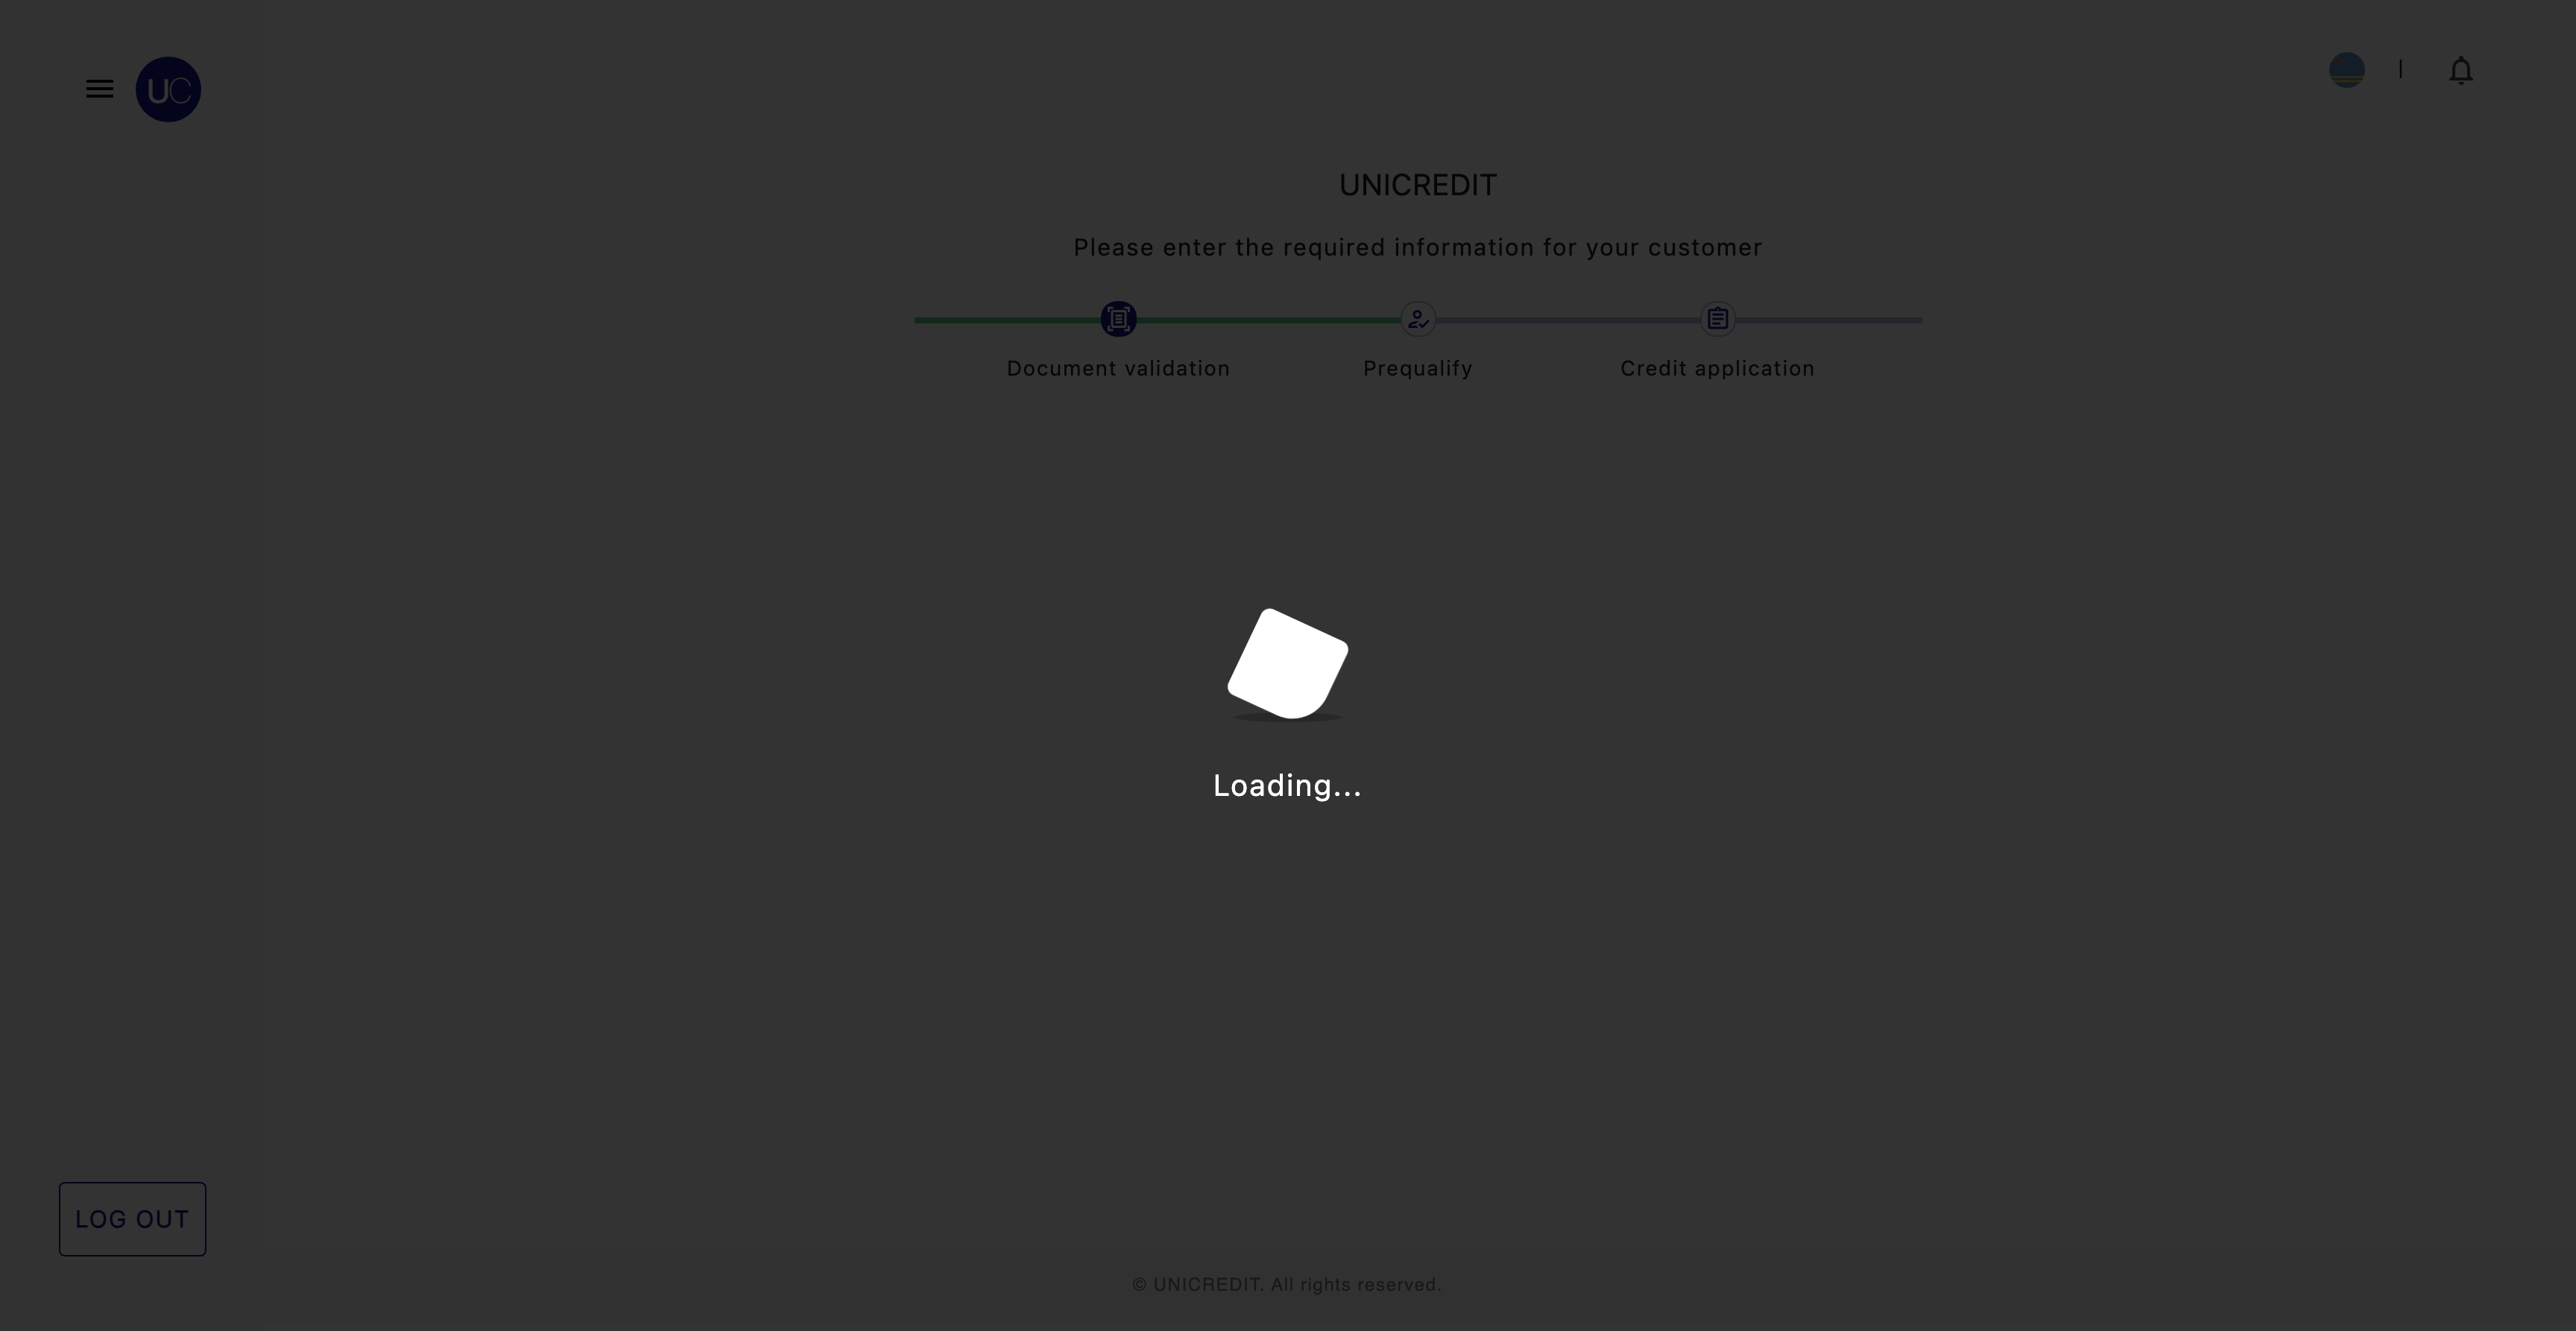 UC
UNICREDIT
Please enter the required information for your customer
Document validation
Prequalify
Credit application
Loading...
LOG OUT
© UNICREDIT. All rights reserved.